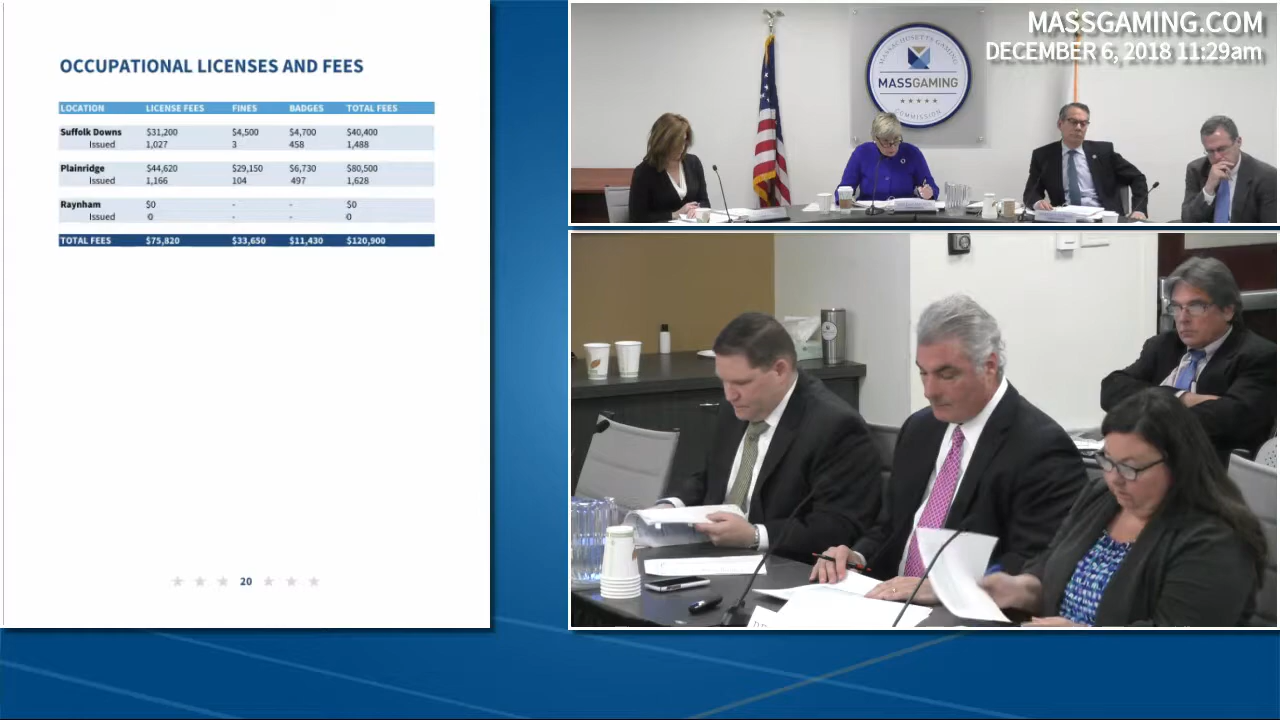 OCCUPATIONAL LICENSES AND FEES
LOCATION LICENSE FEES FINES BADGES TOTAL FEES
Suffolk Downs $31,200 $4,500 $4,700 $40,400
Issued 1,027 3 458 1,488
Plainridge $44,620 $29,150 $6,730 $80,500
Issued 1,166 104 497 1,628
Raynham $0 - - $0
Issued 0 - - 0
TOTAL FEES $75,820 $33,650 $11,430 $120,900
20
MASSGAMING.COM
DECEMBER 6, 2018 11:29am
MASSACHUSETTS GAMING
MASSGAMING
COMMISSION